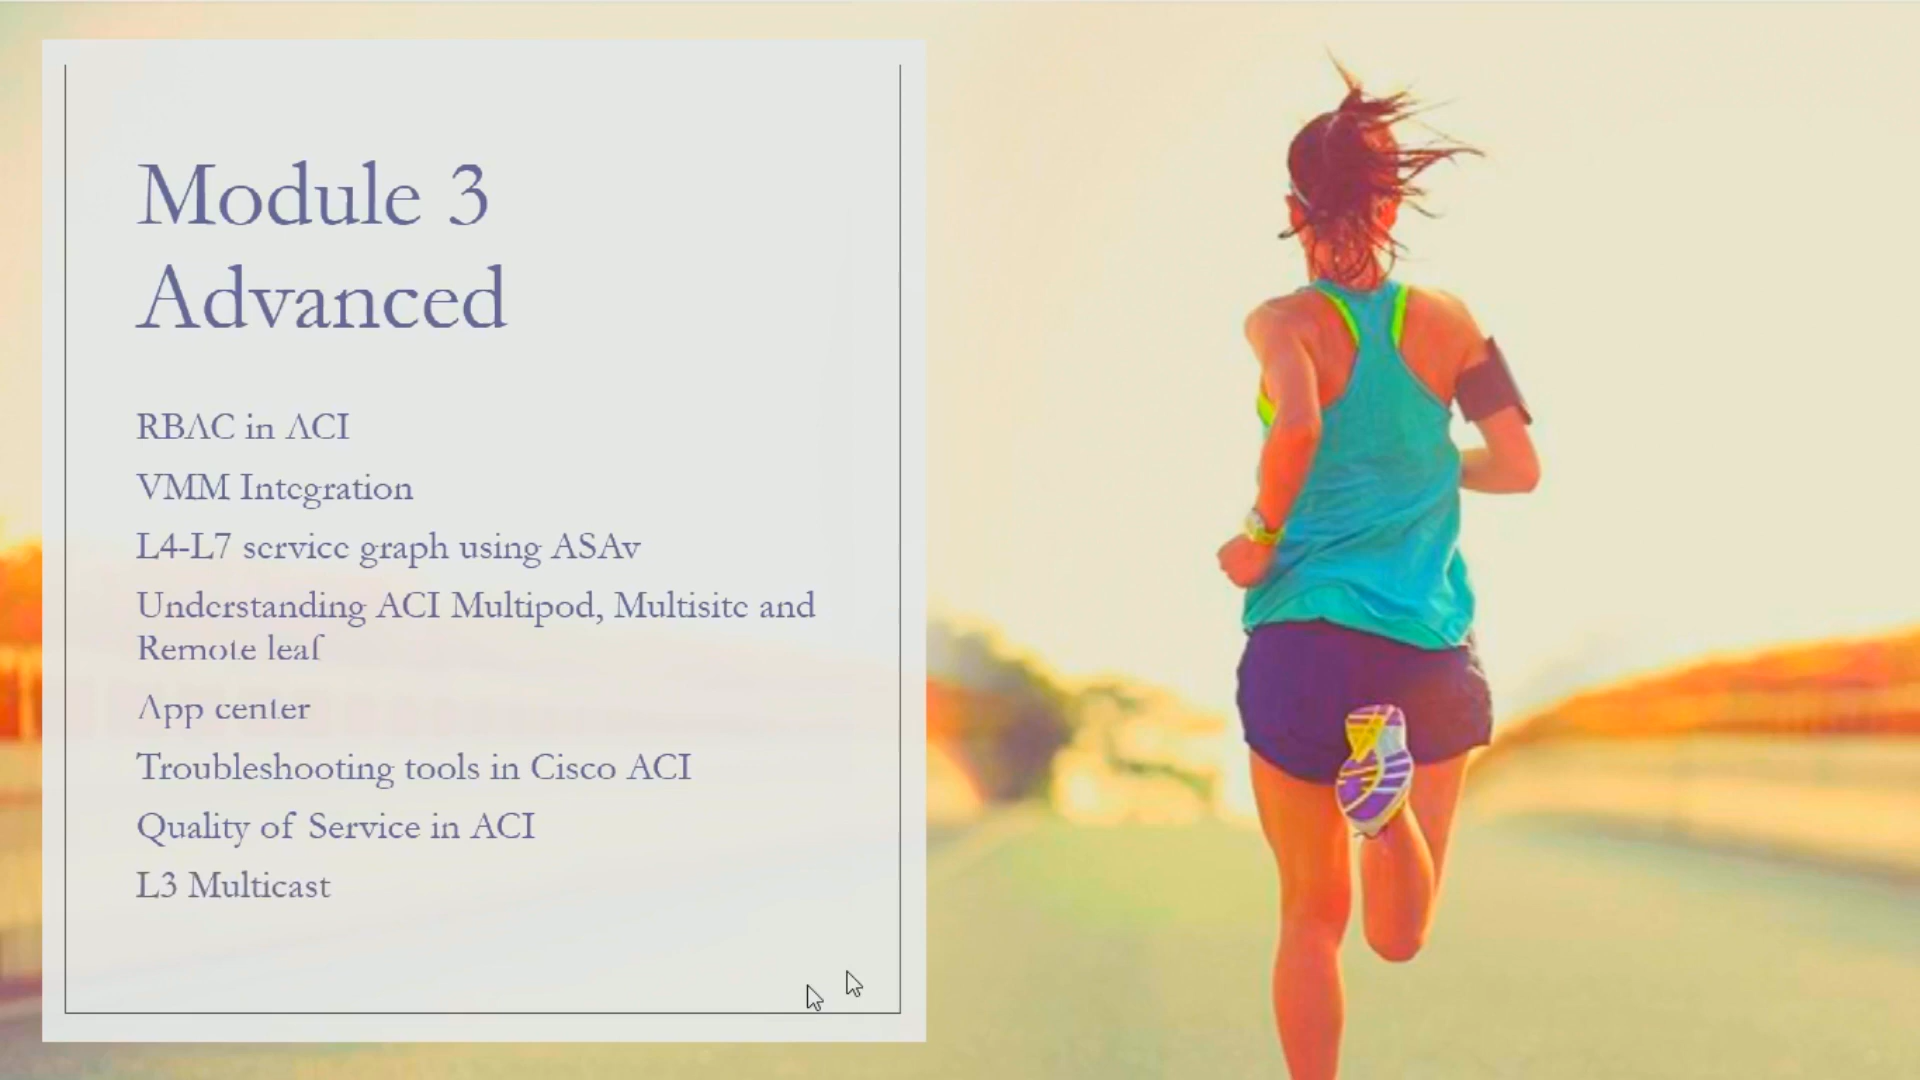 Module 3
Advanced
RBAC in ACI
VMM Integration
L4-L7 service graph using ASAv
Understanding ACI Multipod, Multisite and
Remote leaf
App center
Troubleshooting tools in Cisco ACI
Quality of Service in ACI
L3 Multicast